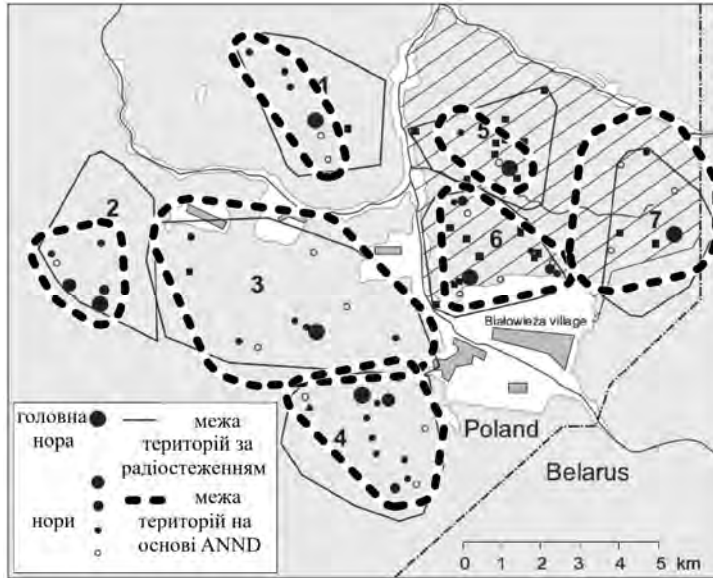 1
5
2
7
6
3
Białowieża village
4
Poland
Belarus
головна
нора
межа
територій за
радіостеженням
нори
межа
територій на
основі ANND
0 1 2 3 4 5 km